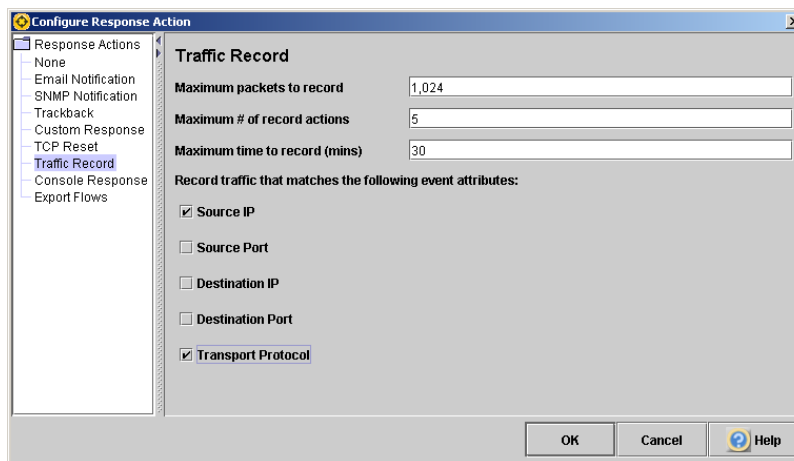 Configure Response Action
Response Actions
None
Email Notification
SNMP Notification
Trackback
Custom Response
TCP Reset
Traffic Record
Console Response
Export Flows
Traffic Record
Maximum packets to record 1,024
Maximum # of record actions 5
Maximum time to record (mins) 30
Record traffic that matches the following event attributes:
Source IP
Source Port
Destination IP
Destination Port
Transport Protocol
OK Cancel Help